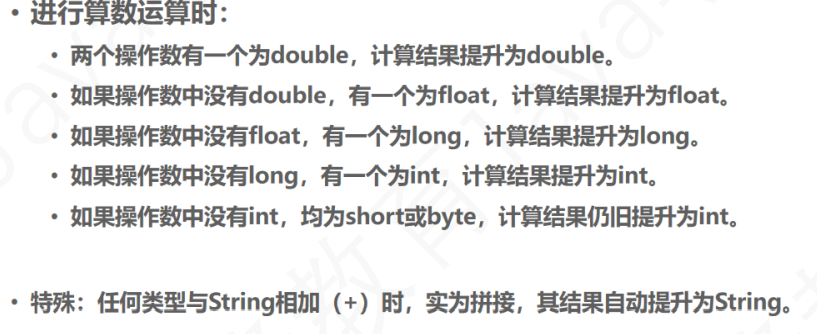 • 进行算数运算时：
• 两个操作数有一个为double，计算结果提升为double。
• 如果操作数中没有double，有一个为float，计算结果提升为float。
• 如果操作数中没有float，有一个为long，计算结果提升为long。
• 如果操作数中没有long，有一个为int，计算结果提升为int。
• 如果操作数中没有int，均为short或byte，计算结果仍旧提升为int。
• 特殊：任何类型与String相加（+）时，实为拼接，其结果自动提升为String。